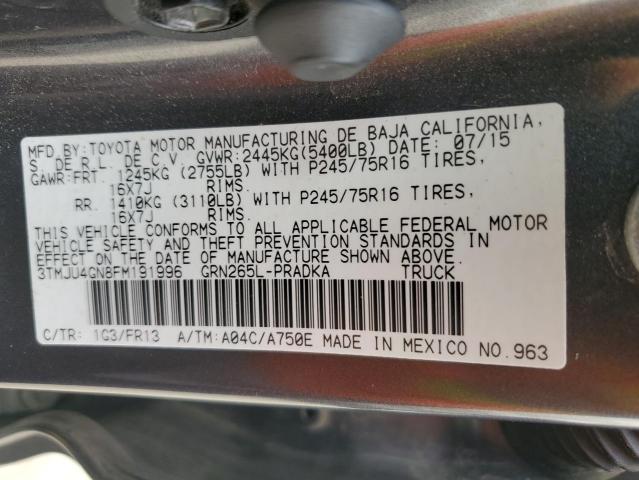 MFD BY:TOYOTA MOTOR MANUFACTURING DE BAJA CALIFORNIA,
S. DE R.L. DE C.V. GVWR:2445KG(5400LB) DATE: 07/15
GAWR:FRT. 1245KG (2755LB) WITH P245/75R16 TIRES,
16X7J RIMS.
RR. 1410KG (3110LB) WITH P245/75R16 TIRES,
16X7J RIMS.
THIS VEHICLE CONFORMS TO ALL APPLICABLE FEDERAL MOTOR
VEHICLE SAFETY AND THEFT PREVENTION STANDARDS IN
EFFECT ON THE DATE OF MANUFACTURE SHOWN ABOVE.
3TMJU4GN8FM191996 GRN265L-PRADKA TRUCK
C/TR: 1G3/FR13 A/TM:A04C/A750E MADE IN MEXICO NO.963